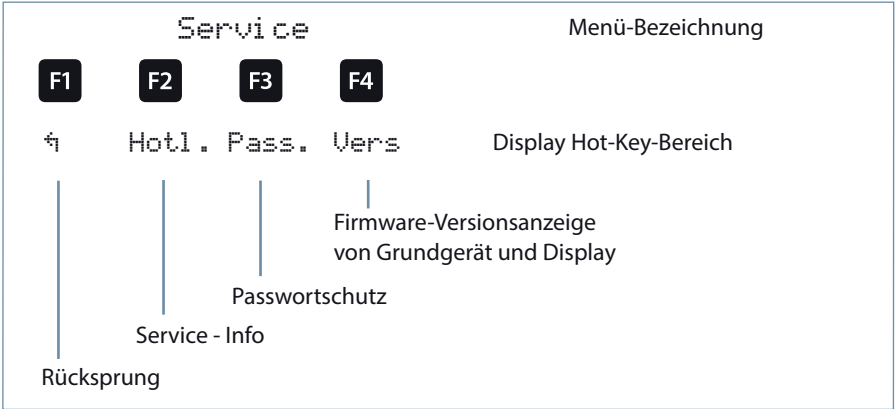 Service Menü-Bezeichnung
F1 F2 F3 F4
↰ Hotl. Pass. Vers Display Hot-Key-Bereich
Firmware-Versionsanzeige
von Grundgerät und Display
Passwortschutz
Service - Info
Rücksprung